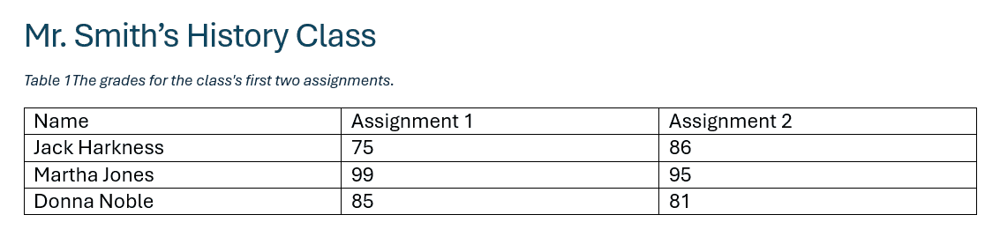 Mr. Smith’s History Class
Table 1The grades for the class's first two assignments.
Name Assignment 1 Assignment 2
Jack Harkness 75 86
Martha Jones 99 95
Donna Noble 85 81